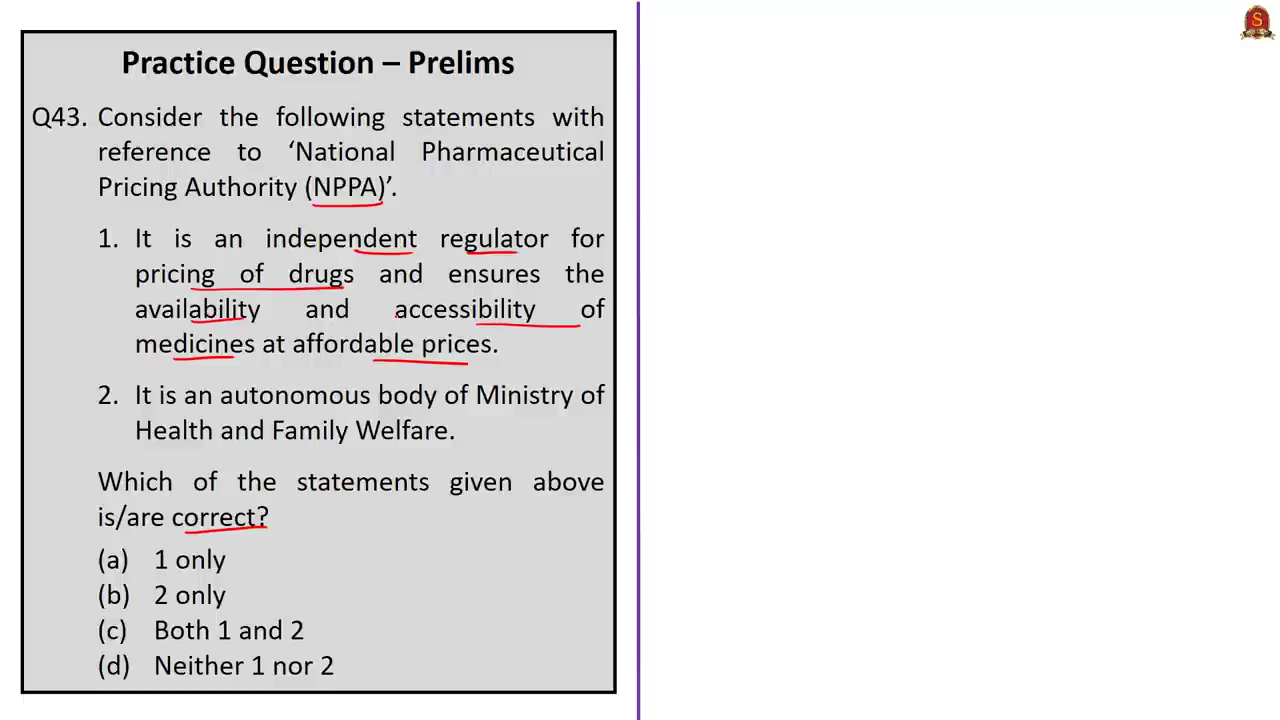 Practice Question – Prelims
Q43. Consider the following statements with
reference to ‘National Pharmaceutical
Pricing Authority (NPPA)’.
1. It is an independent regulator for
pricing of drugs and ensures the
availability and accessibility of
medicines at affordable prices.
2. It is an autonomous body of Ministry of
Health and Family Welfare.
Which of the statements given above
is/are correct?
(a) 1 only
(b) 2 only
(c) Both 1 and 2
(d) Neither 1 nor 2
S